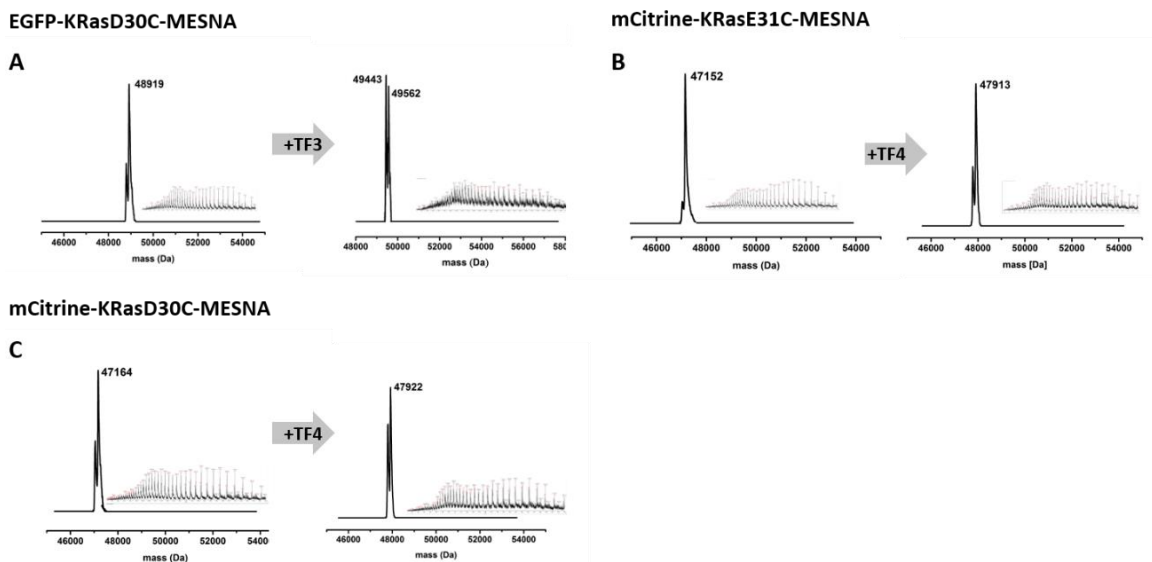 EGFP-KRasD30C-MESNA
mCitrine-KRasE31C-MESNA
A
48919
46000 48000 50000 52000 54000
mass (Da)
+TF3
49443
49562
48000 50000 52000 54000 56000 580
mass (Da)
B
47152
46000 48000 50000 52000 54000
mass (Da)
+TF4
47913
46000 48000 50000 52000 54000
mass [Da]
mCitrine-KRasD30C-MESNA
C
47164
46000 48000 50000 52000 5400
mass (Da)
+TF4
47922
46000 48000 50000 52000 54000
mass (Da)